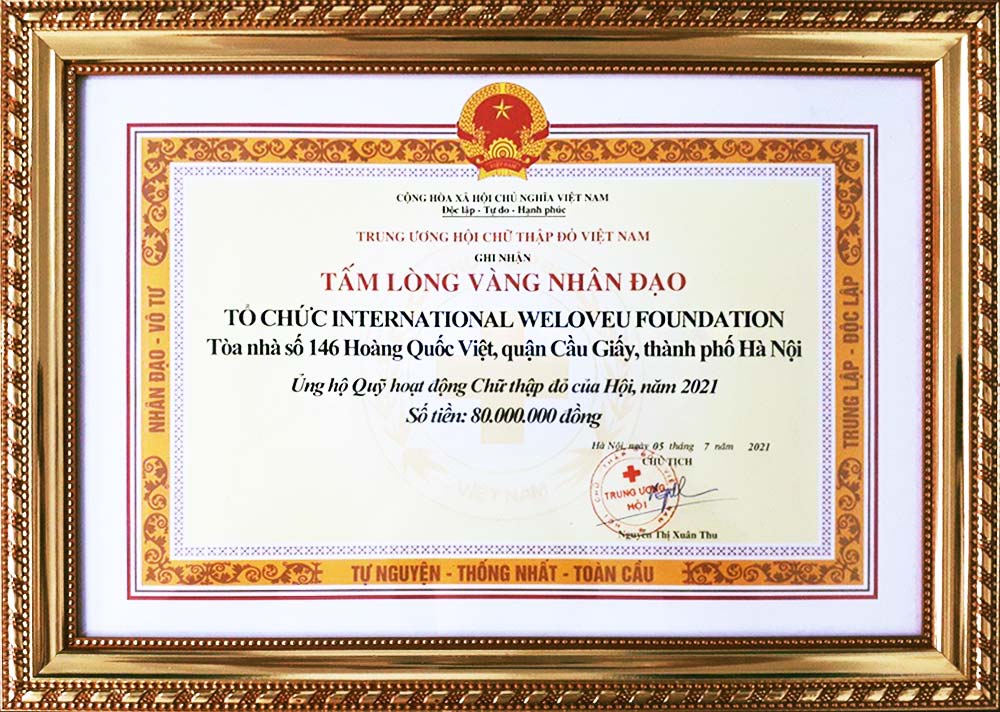 VIỆT NAM
CỘNG HÒA XÃ HỘI CHỦ NGHĨA VIỆT NAM
Độc lập - Tự do - Hạnh phúc
TRUNG ƯƠNG HỘI CHỮ THẬP ĐỎ VIỆT NAM
GHI NHẬN
TẤM LÒNG VÀNG NHÂN ĐẠO
TỔ CHỨC INTERNATIONAL WELOVEU FOUNDATION
Tòa nhà số 146 Hoàng Quốc Việt, quận Cầu Giấy, thành phố Hà Nội
Ủng hộ Quỹ hoạt động Chữ thập đỏ của Hội, năm 2021
Số tiền: 80.000.000 đồng
Hà Nội, ngày 05 tháng 7 năm 2021
CHỦ TỊCH
TRUNG ƯƠNG
HỘI
Nguyễn Thị Xuân Thu
VIỆT NAM
NHÂN ĐẠO - VÔ TƯ
TRUNG LẬP - ĐỘC LẬP
TỰ NGUYỆN - THỐNG NHẤT - TOÀN CẦU